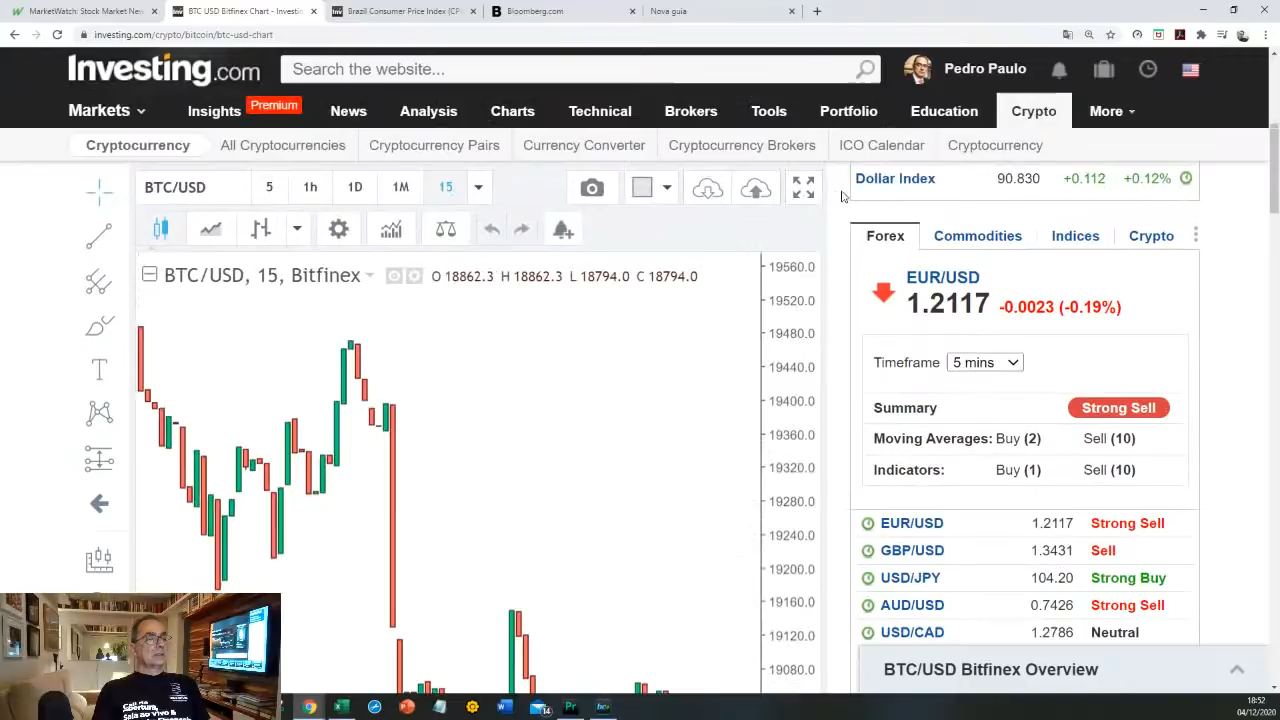 MarketWatch: Stock Market New
BTC USD Bitfinex Chart - Investi
Brazil Consumer Price Index (CP
Bloomberg.com
Nova guia
investing.com/crypto/bitcoin/btc-usd-chart
Investing.com
Search the website...
Pedro Paulo
Markets
Insights
Premium
News
Analysis
Charts
Technical
Brokers
Tools
Portfolio
Education
Crypto
More
Cryptocurrency
All Cryptocurrencies
Cryptocurrency Pairs
Currency Converter
Cryptocurrency Brokers
ICO Calendar
Cryptocurrency
BTC/USD
5
1h
1D
1M
15
BTC/USD, 15, Bitfinex
O 18862.3 H 18862.3 L 18794.0 C 18794.0
19560.0
19520.0
19480.0
19440.0
19400.0
19360.0
19320.0
19280.0
19240.0
19200.0
19160.0
19120.0
19080.0
Dollar Index 90.830 +0.112 +0.12%
Forex
Commodities
Indices
Crypto
EUR/USD
1.2117 -0.0023 (-0.19%)
Timeframe 5 mins
Summary Strong Sell
Moving Averages: Buy (2) Sell (10)
Indicators: Buy (1) Sell (10)
EUR/USD 1.2117 Strong Sell
GBP/USD 1.3431 Sell
USD/JPY 104.20 Strong Buy
AUD/USD 0.7426 Strong Sell
USD/CAD 1.2786 Neutral
BTC/USD Bitfinex Overview
14
18:52
04/12/2020